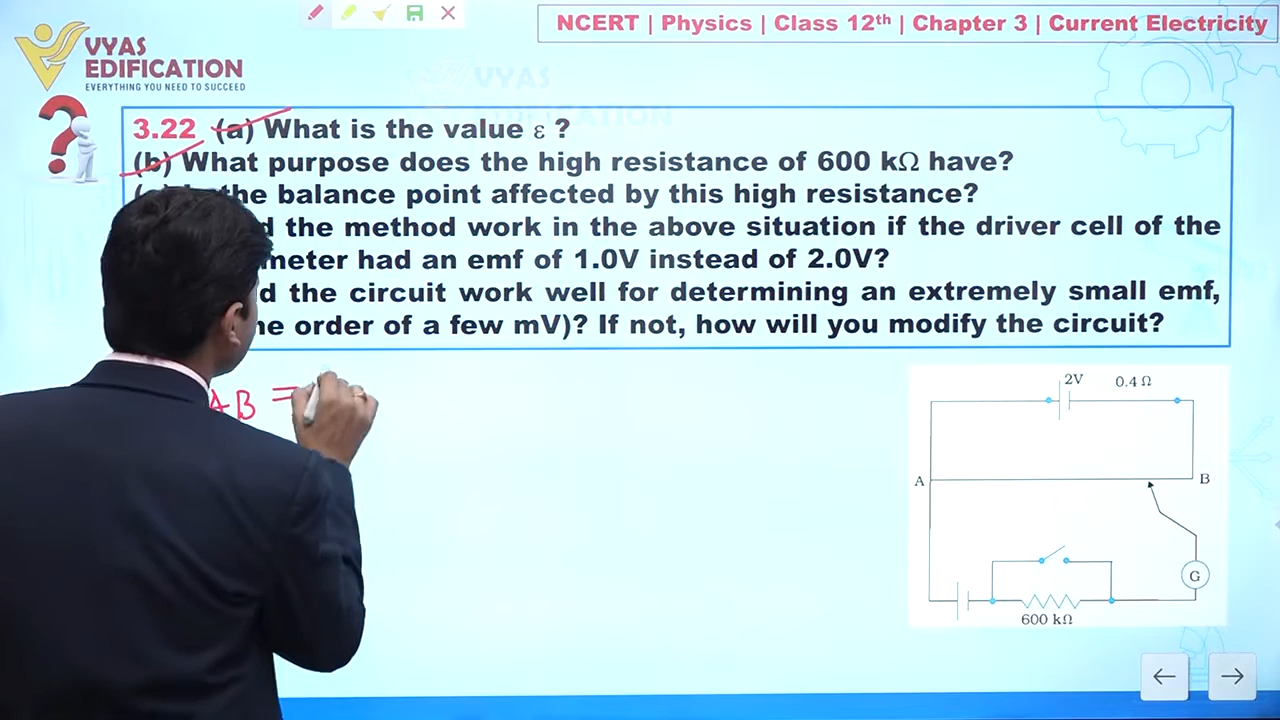 NCERT | Physics | Class 12th | Chapter 3 | Current Electricity
VYAS
EDIFICATION
EVERYTHING YOU NEED TO SUCCEED
VYAS
EDIFICATION
3.22 (a) What is the value ε ?
(b) What purpose does the high resistance of 600 kΩ have?
the balance point affected by this high resistance?
the method work in the above situation if the driver cell of the
meter had an emf of 1.0V instead of 2.0V?
the circuit work well for determining an extremely small emf,
order of a few mV)? If not, how will you modify the circuit?
AB =
2V 0.4 Ω
A B
G
600 kΩ